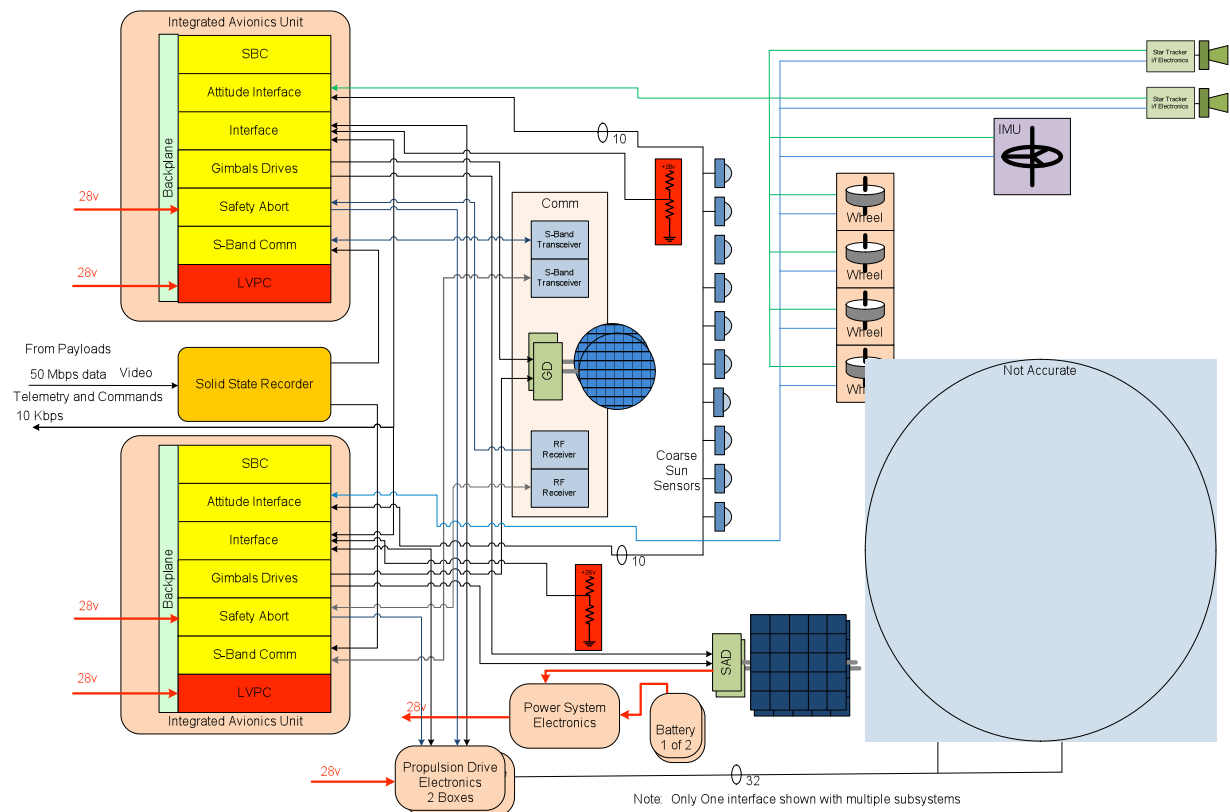 Integrated Avionics Unit
Backplane
SBC
Attitude Interface
Interface
Gimbals Drives
Safety Abort
S-Band Comm
LVPC
28v
28v
From Payloads
50 Mbps data Video
Telemetry and Commands
10 Kbps
Solid State Recorder
Backplane
SBC
Attitude Interface
Interface
Gimbals Drives
Safety Abort
S-Band Comm
LVPC
Integrated Avionics Unit
28v
28v
Comm
S-Band
Transceiver
S-Band
Transceiver
GD
RF
Receiver
RF
Receiver
10
+28v
Coarse
Sun
Sensors
10
+28v
Star Tracker
i/f Electronics
Star Tracker
i/f Electronics
IMU
Wheel
Wheel
Wheel
Wh
Not Accurate
SAD
28v
Power System
Electronics
Battery
1 of 2
28v
Propulsion Drive
Electronics
2 Boxes
32
Note: Only One interface shown with multiple subsystems